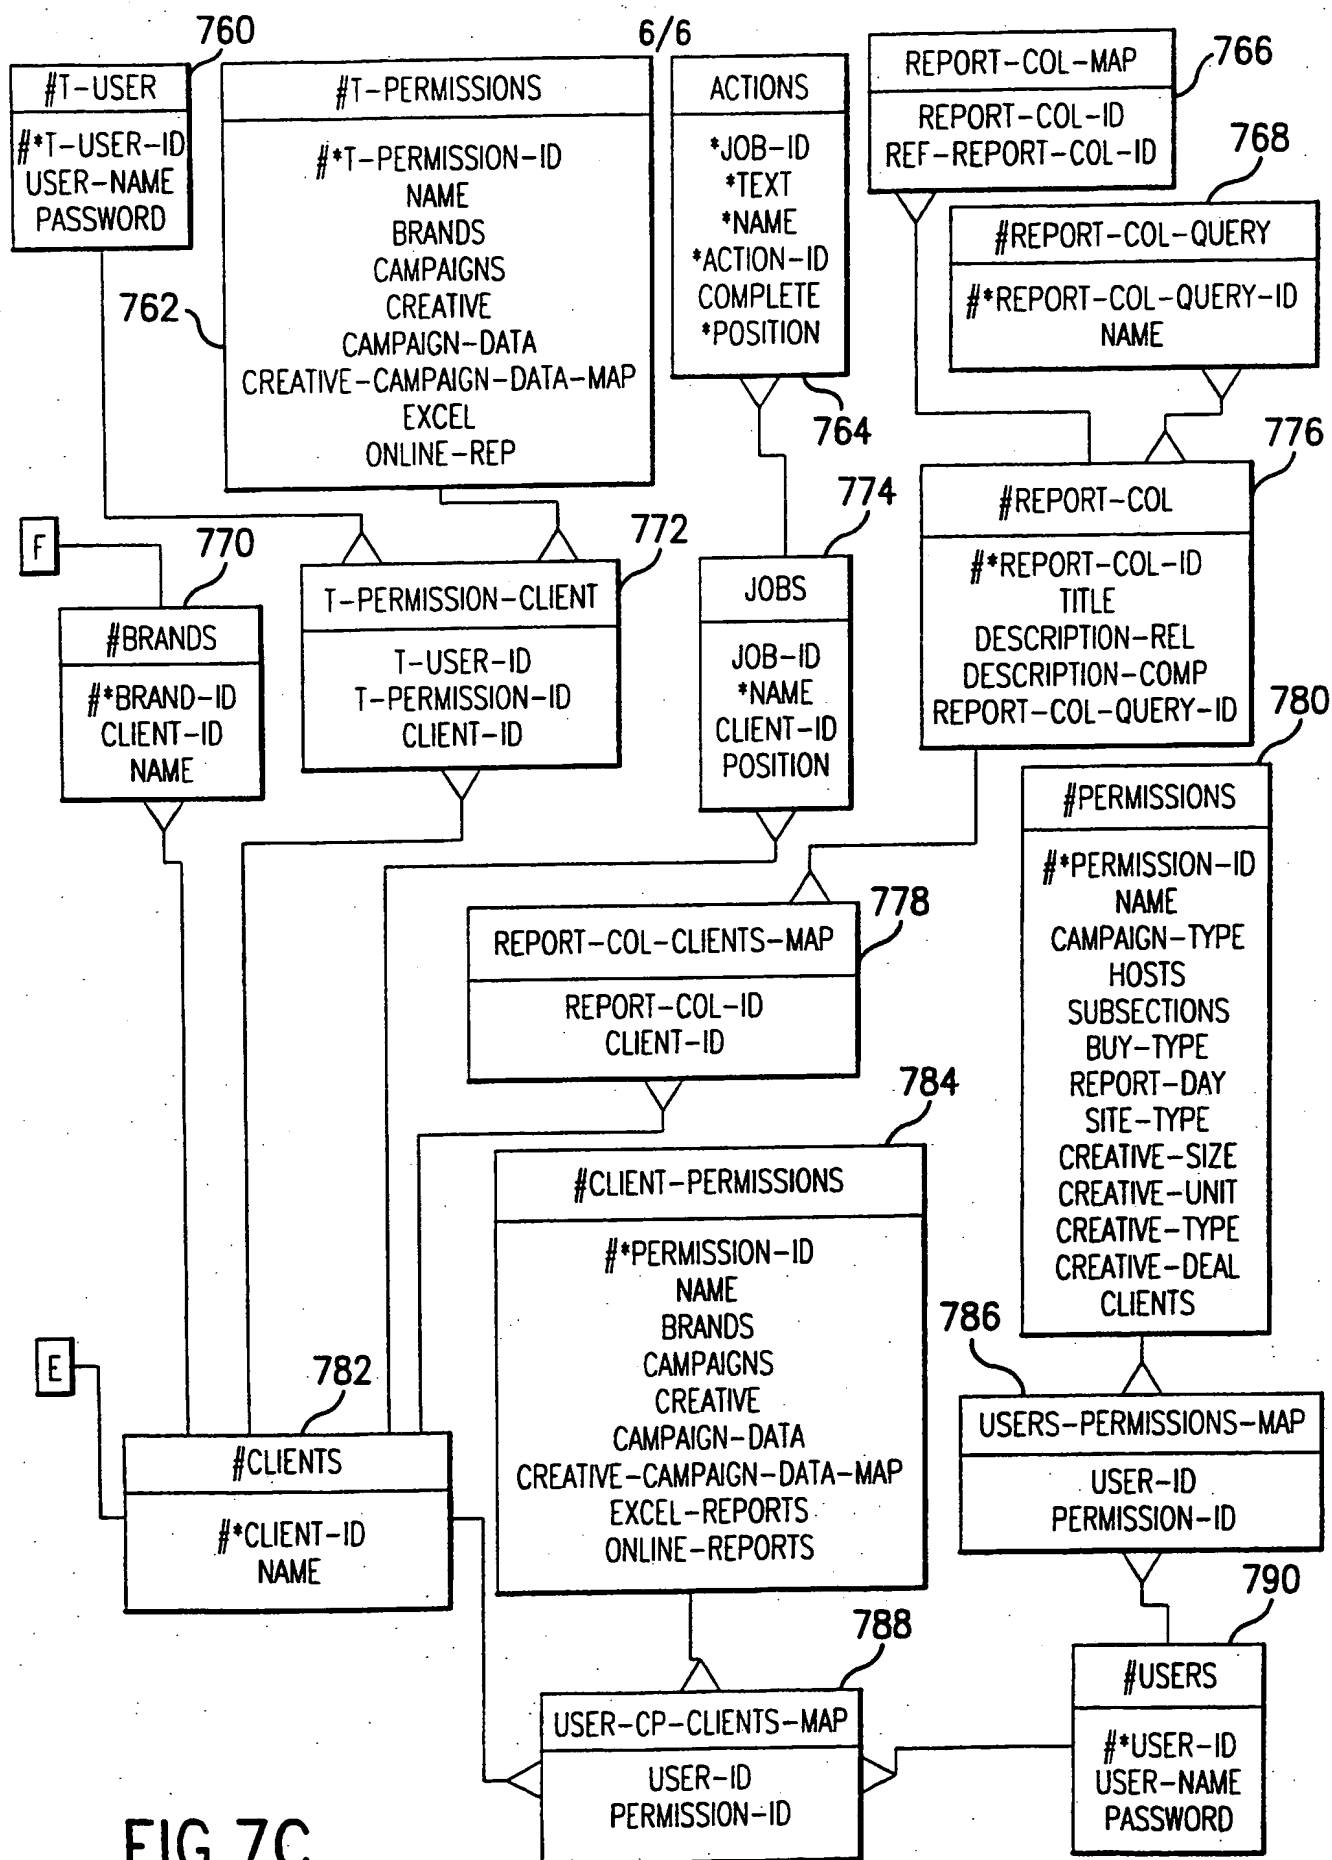 6/6
760
#T-USER
#*T-USER-ID
USER-NAME
PASSWORD
762
#T-PERMISSIONS
#*T-PERMISSION-ID
NAME
BRANDS
CAMPAIGNS
CREATIVE
CAMPAIGN-DATA
CREATIVE-CAMPAIGN-DATA-MAP
EXCEL
ONLINE-REP
ACTIONS
*JOB-ID
*TEXT
*NAME
*ACTION-ID
COMPLETE
*POSITION
764
REPORT-COL-MAP
REPORT-COL-ID
REF-REPORT-COL-ID
766
768
#REPORT-COL-QUERY
#*REPORT-COL-QUERY-ID
NAME
F
770
#BRANDS
#*BRAND-ID
CLIENT-ID
NAME
772
T-PERMISSION-CLIENT
T-USER-ID
T-PERMISSION-ID
CLIENT-ID
774
JOBS
JOB-ID
*NAME
CLIENT-ID
POSITION
776
#REPORT-COL
#*REPORT-COL-ID
TITLE
DESCRIPTION-REL
DESCRIPTION-COMP
REPORT-COL-QUERY-ID
778
REPORT-COL-CLIENTS-MAP
REPORT-COL-ID
CLIENT-ID
780
#PERMISSIONS
#*PERMISSION-ID
NAME
CAMPAIGN-TYPE
HOSTS
SUBSECTIONS
BUY-TYPE
REPORT-DAY
SITE-TYPE
CREATIVE-SIZE
CREATIVE-UNIT
CREATIVE-TYPE
CREATIVE-DEAL
CLIENTS
E
782
#CLIENTS
#*CLIENT-ID
NAME
784
#CLIENT-PERMISSIONS
#*PERMISSION-ID
NAME
BRANDS
CAMPAIGNS
CREATIVE
CAMPAIGN-DATA
CREATIVE-CAMPAIGN-DATA-MAP
EXCEL-REPORTS
ONLINE-REPORTS
786
USERS-PERMISSIONS-MAP
USER-ID
PERMISSION-ID
788
USER-CP-CLIENTS-MAP
USER-ID
PERMISSION-ID
790
#USERS
#*USER-ID
USER-NAME
PASSWORD
FIG 7C